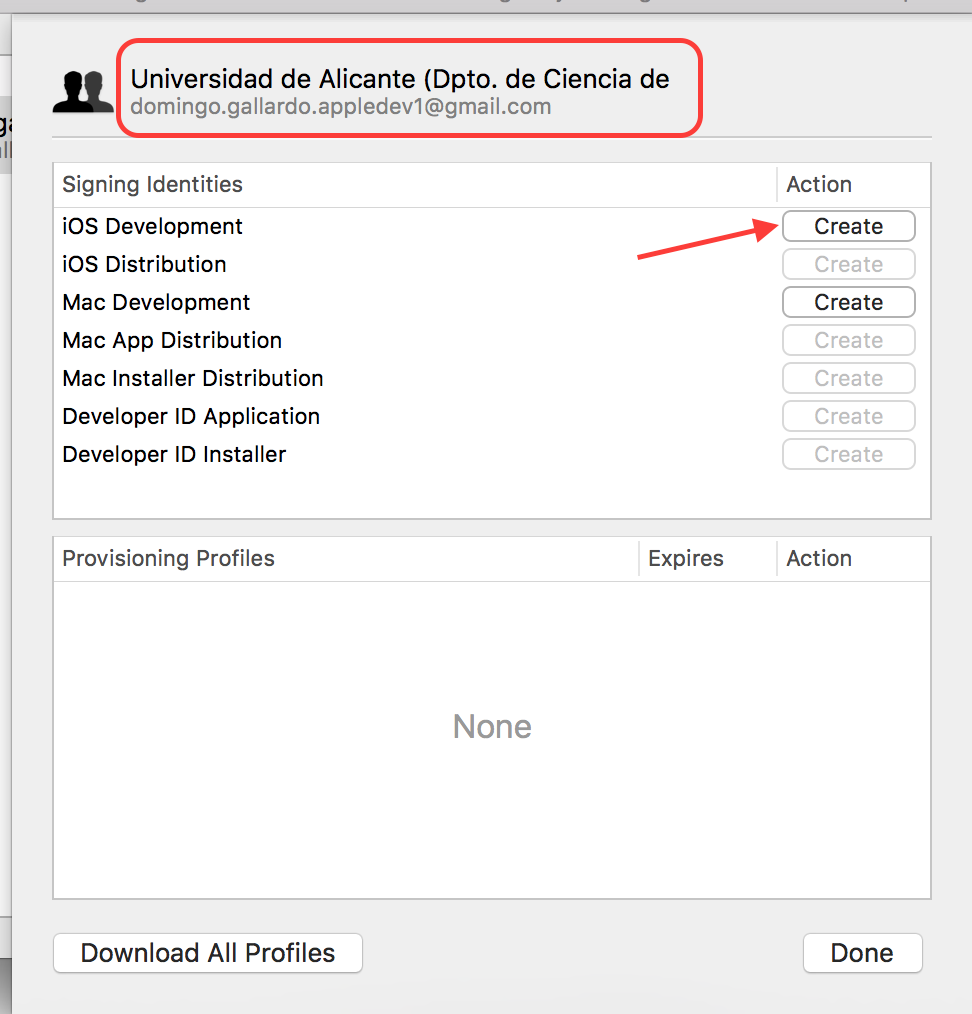 Universidad de Alicante (Dpto. de Ciencia de
domingo.gallardo.appledev1@gmail.com
Signing Identities Action
iOS Development Create
iOS Distribution Create
Mac Development Create
Mac App Distribution Create
Mac Installer Distribution Create
Developer ID Application Create
Developer ID Installer Create
Provisioning Profiles Expires Action
None
Download All Profiles Done